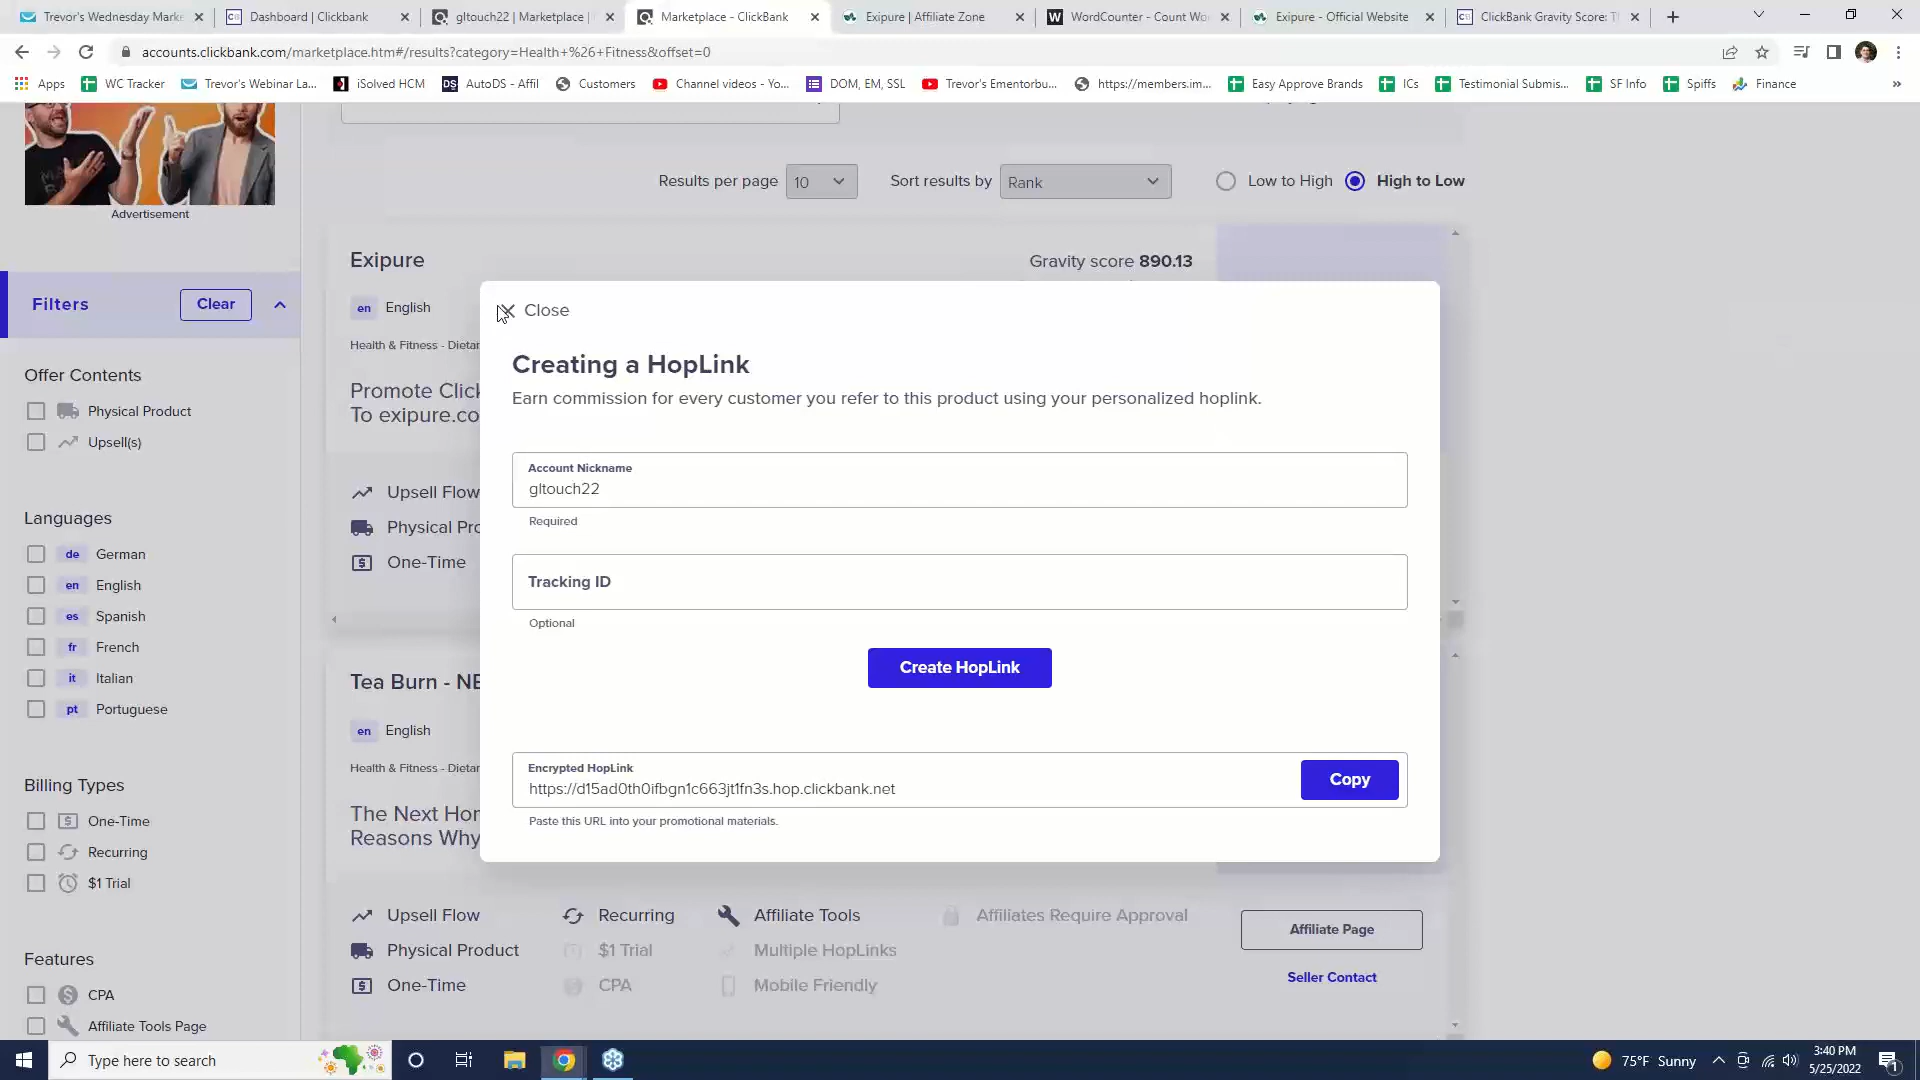 Trevor's Wednesday Marke
Dashboard | Clickbank
gltouch22 | Marketplace |
Marketplace - ClickBank
Exipure | Affiliate Zone
WordCounter - Count Wo
Exipure - Official Website
ClickBank Gravity Score: T
accounts.clickbank.com/marketplace.htm#/results?category=Health+%26+Fitness&offset=0
Apps
WC Tracker
Trevor's Webinar La...
iSolved HCM
AutoDS - Affil
Customers
Channel videos - Yo...
DOM, EM, SSL
Trevor's Ementorbu...
https://members.im...
Easy Approve Brands
ICs
Testimonial Submis...
SF Info
Spiffs
Finance
»
Advertisement
Results per page
10
Sort results by
Rank
Low to High
High to Low
Filters
Clear
Offer Contents
Physical Product
Upsell(s)
Languages
de German
en English
es Spanish
fr French
it Italian
pt Portuguese
Billing Types
One-Time
Recurring
$1 Trial
Features
CPA
Affiliate Tools Page
Exipure
Gravity score 890.13
en English
Health & Fitness - Dietar
Promote Click
To exipure.co
Upsell Flow
Physical Pro
One-Time
Close
Creating a HopLink
Earn commission for every customer you refer to this product using your personalized hoplink.
Account Nickname
gltouch22
Required
Tracking ID
Optional
Create HopLink
Encrypted HopLink
https://d15ad0th0ifbgn1c663jt1fn3s.hop.clickbank.net
Copy
Paste this URL into your promotional materials.
Tea Burn - NE
en English
Health & Fitness - Dietar
The Next Hor
Reasons Why
Upsell Flow
Recurring
Affiliate Tools
Affiliates Require Approval
Physical Product
$1 Trial
Multiple HopLinks
One-Time
CPA
Mobile Friendly
Affiliate Page
Seller Contact
Type here to search
75°F Sunny
3:40 PM
5/25/2022
1